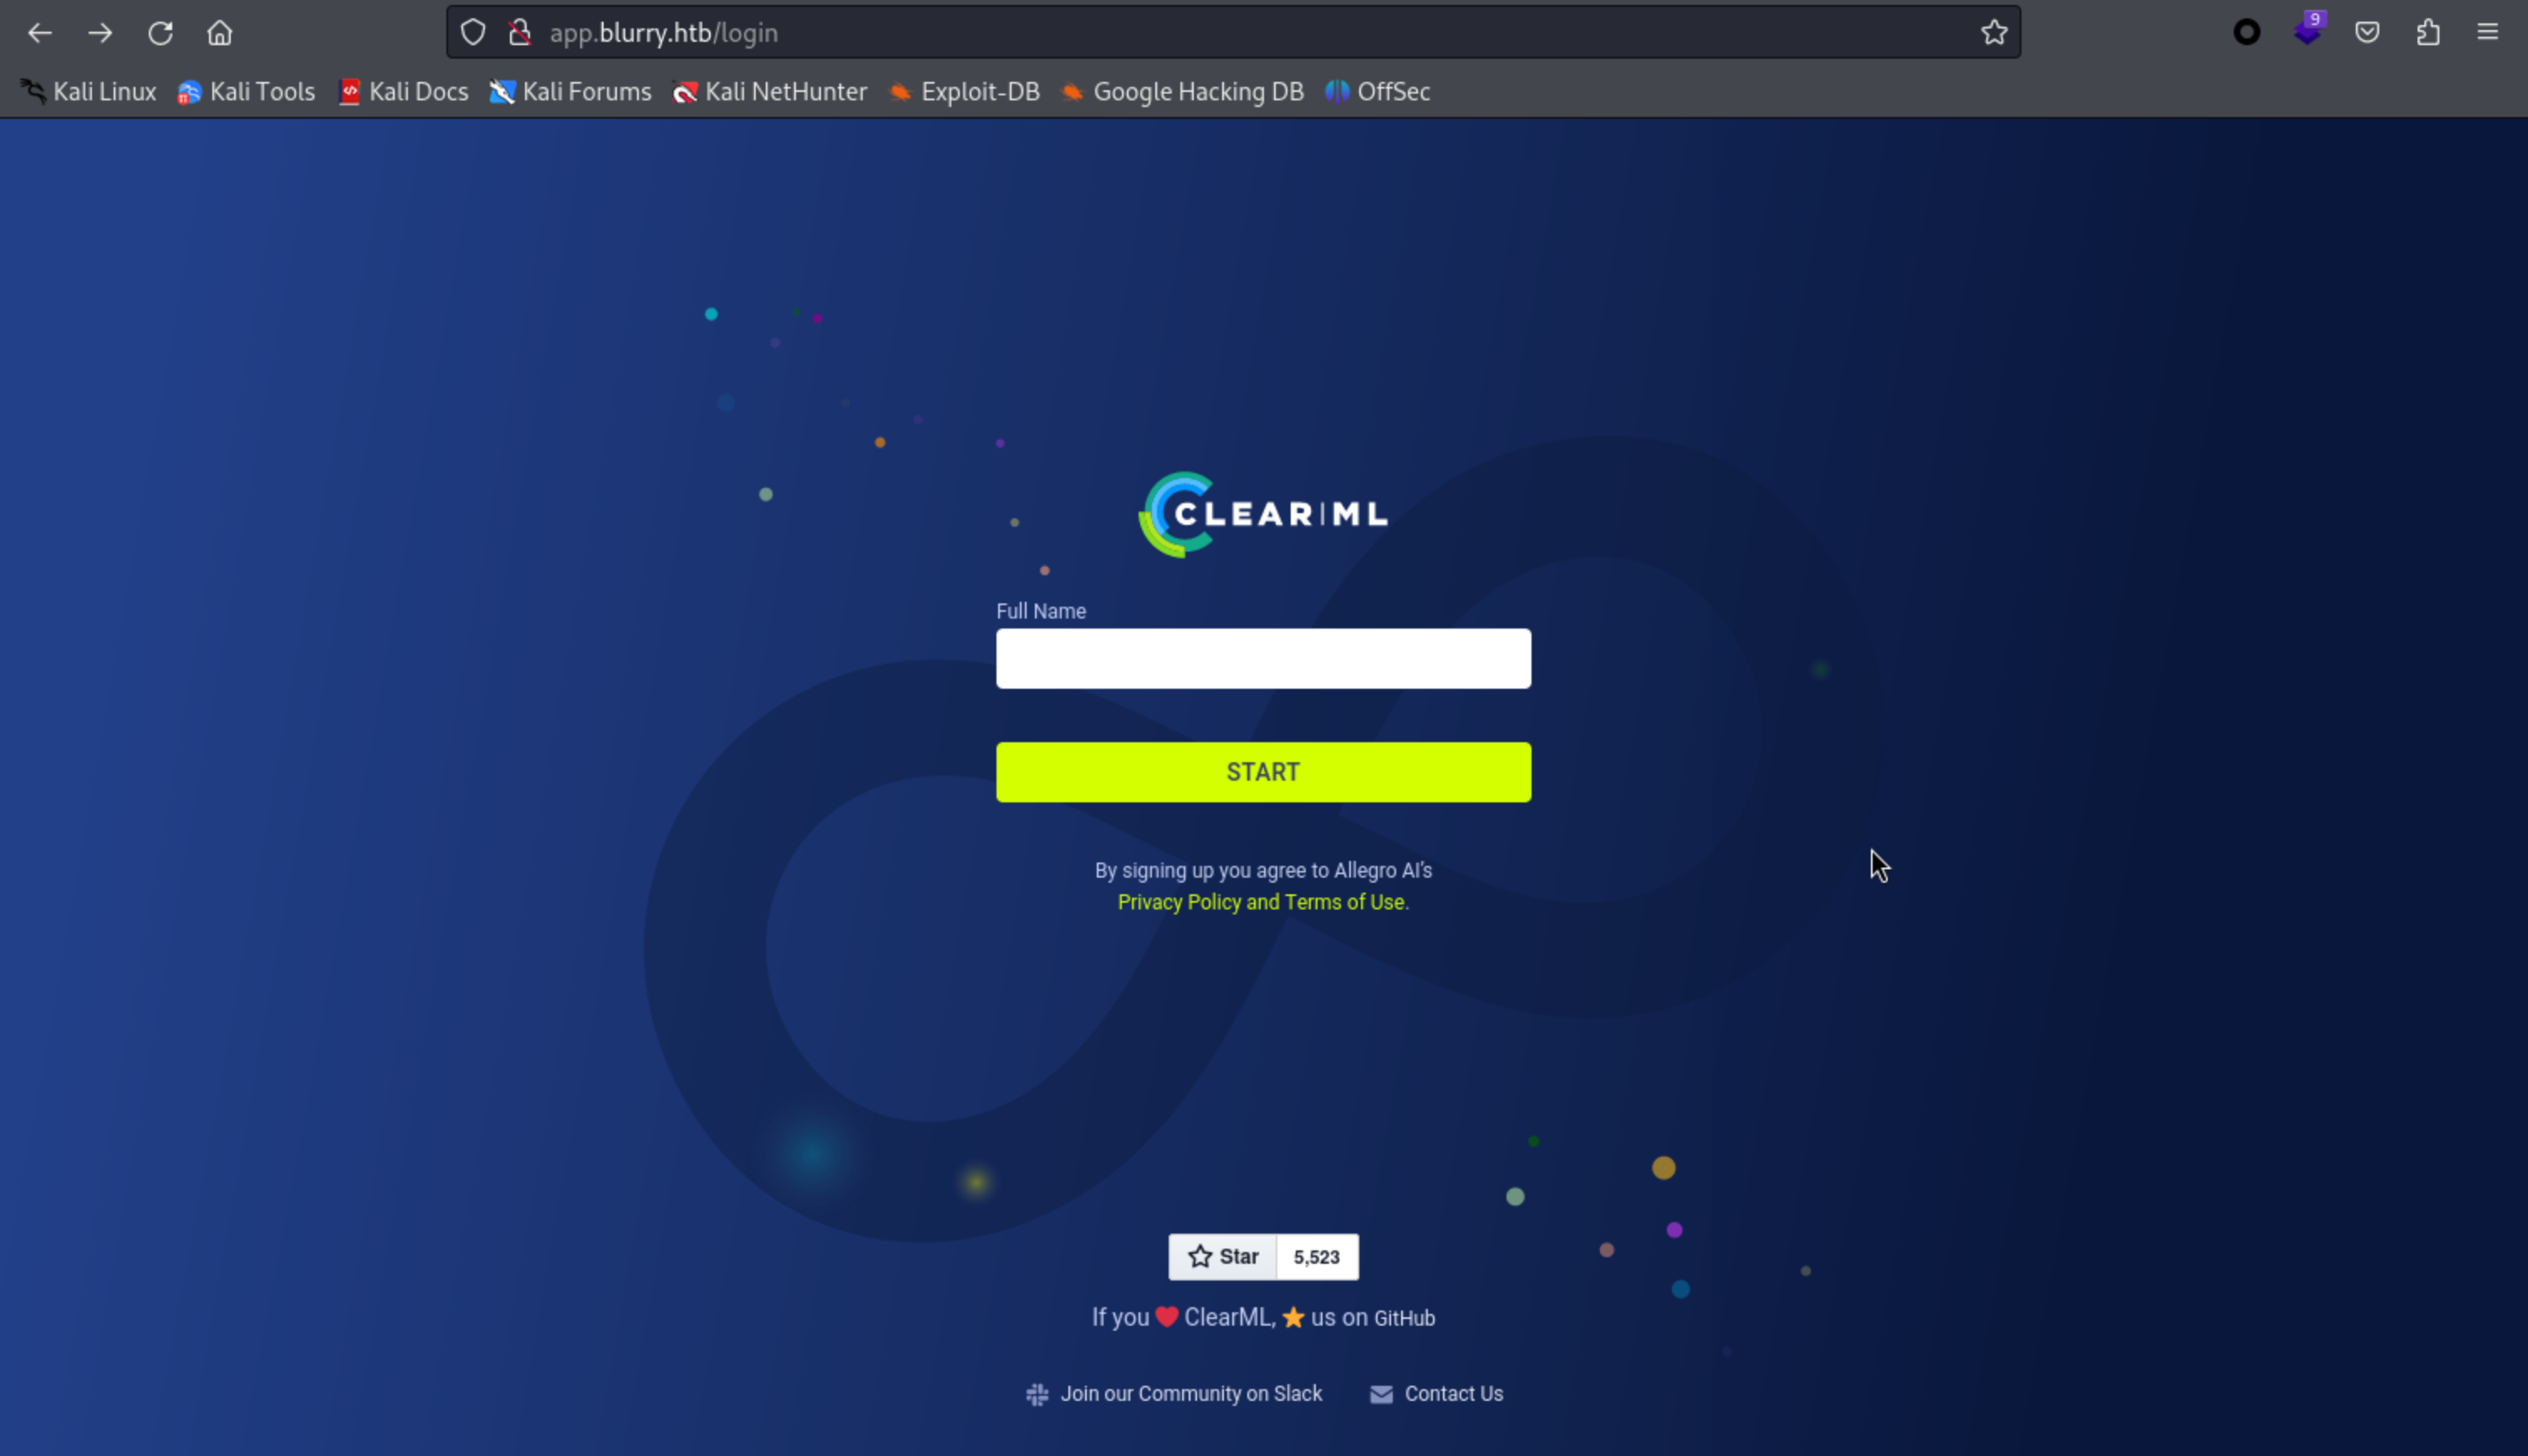 app.blurry.htb/login
9
Kali Linux Kali Tools Kali Docs Kali Forums Kali NetHunter Exploit-DB Google Hacking DB OffSec
CLEAR|ML
Full Name
START
By signing up you agree to Allegro AI's
Privacy Policy and Terms of Use.
Star 5,523
If you ❤️ ClearML, ⭐ us on GitHub
Join our Community on Slack Contact Us